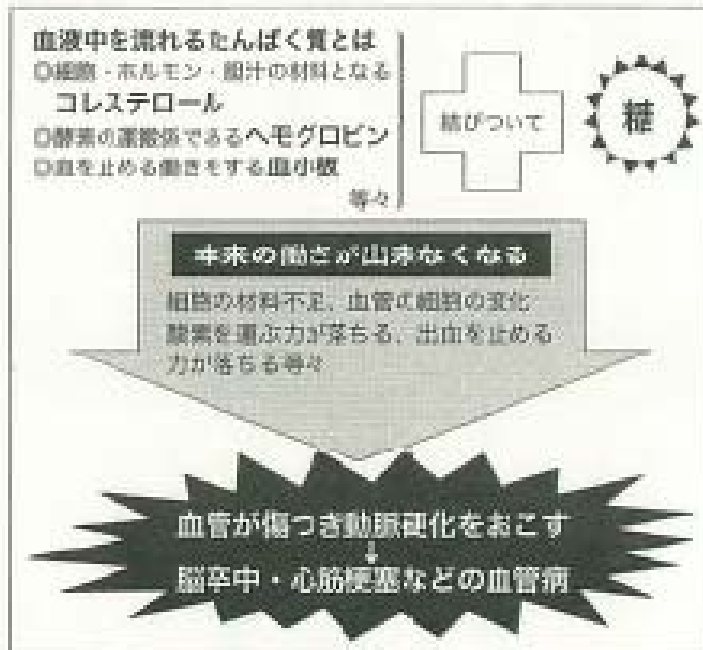 血液中を流れるたんぱく質とは
○細胞・ホルモン・胆汁の材料となる
コレステロール
○酸素の運搬係であるヘモグロビン
○血を止める働きをする血小板
等々
結びついて
糖
本来の働きが出来なくなる
細胞の材料不足、血管の細胞の変化
酸素を運ぶ力が落ちる、出血を止める
力が落ちる等々
血管が傷つき動脈硬化をおこす
↓
脳卒中・心筋梗塞などの血管病